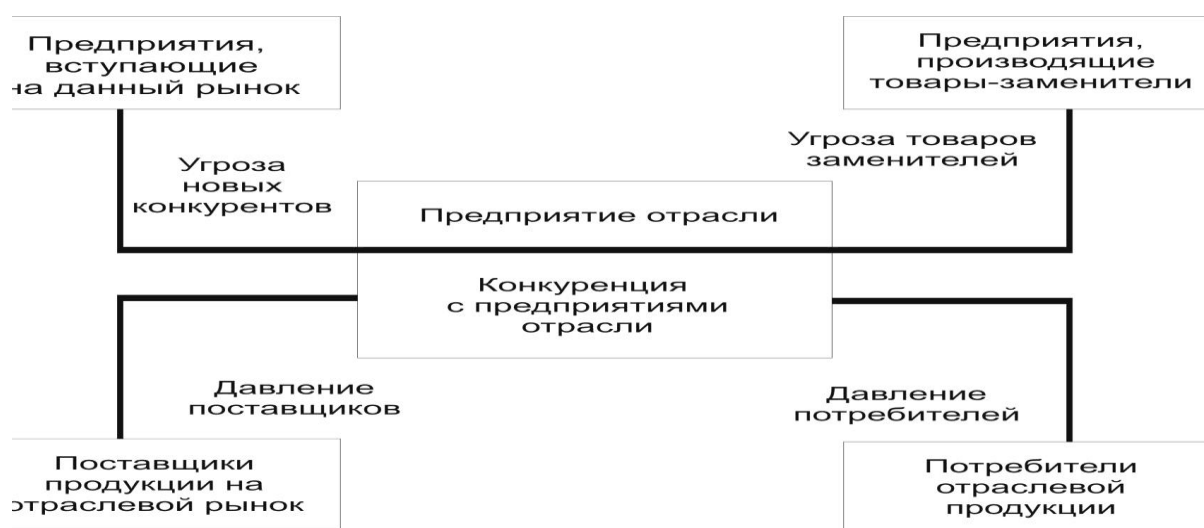 Предприятия,
вступающие
на данный рынок
Предприятия,
производящие
товары-заменители
Угроза
новых
конкурентов
Угроза товаров
заменителей
Предприятие отрасли
Конкуренция
с предприятиями
отрасли
Давление
поставщиков
Давление
потребителей
Поставщики
продукции на
отраслевой рынок
Потребители
отраслевой
продукции